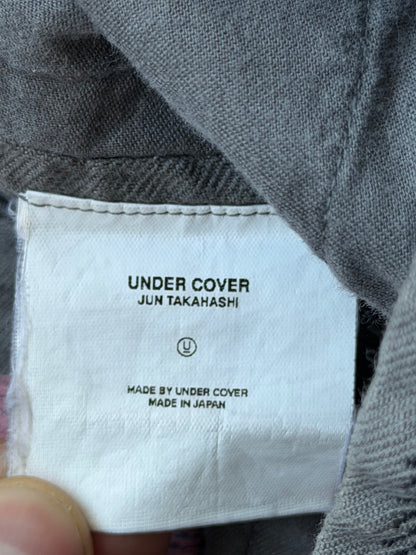 UNDER COVER
JUN TAKAHASHI
U
MADE BY UNDER COVER
MADE IN JAPAN